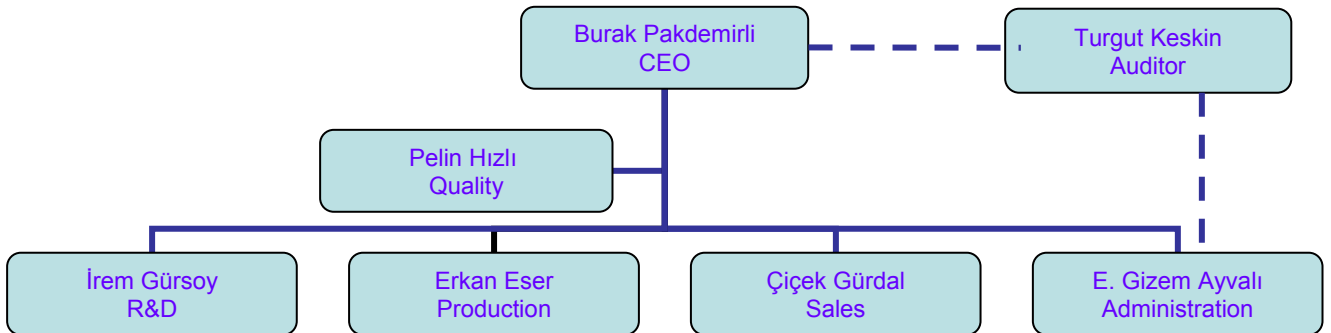 Burak Pakdemirli
CEO
Turgut Keskin
Auditor
Pelin Hızlı
Quality
İrem Gürsoy
R&D
Erkan Eser
Production
Çiçek Gürdal
Sales
E. Gizem Ayvalı
Administration